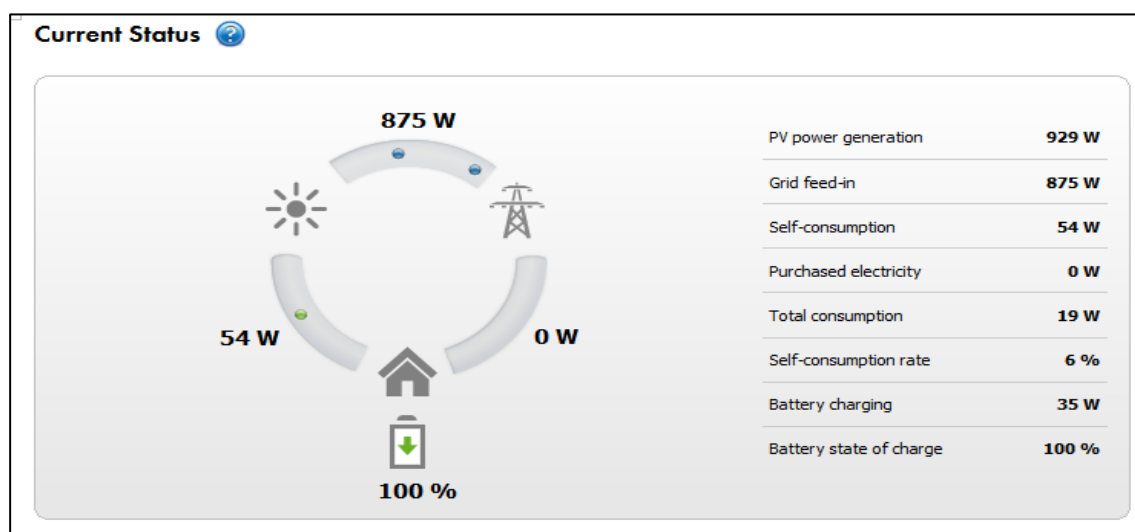 Current Status ?
875 W
54 W
0 W
100 %
PV power generation 929 W
Grid feed-in 875 W
Self-consumption 54 W
Purchased electricity 0 W
Total consumption 19 W
Self-consumption rate 6 %
Battery charging 35 W
Battery state of charge 100 %